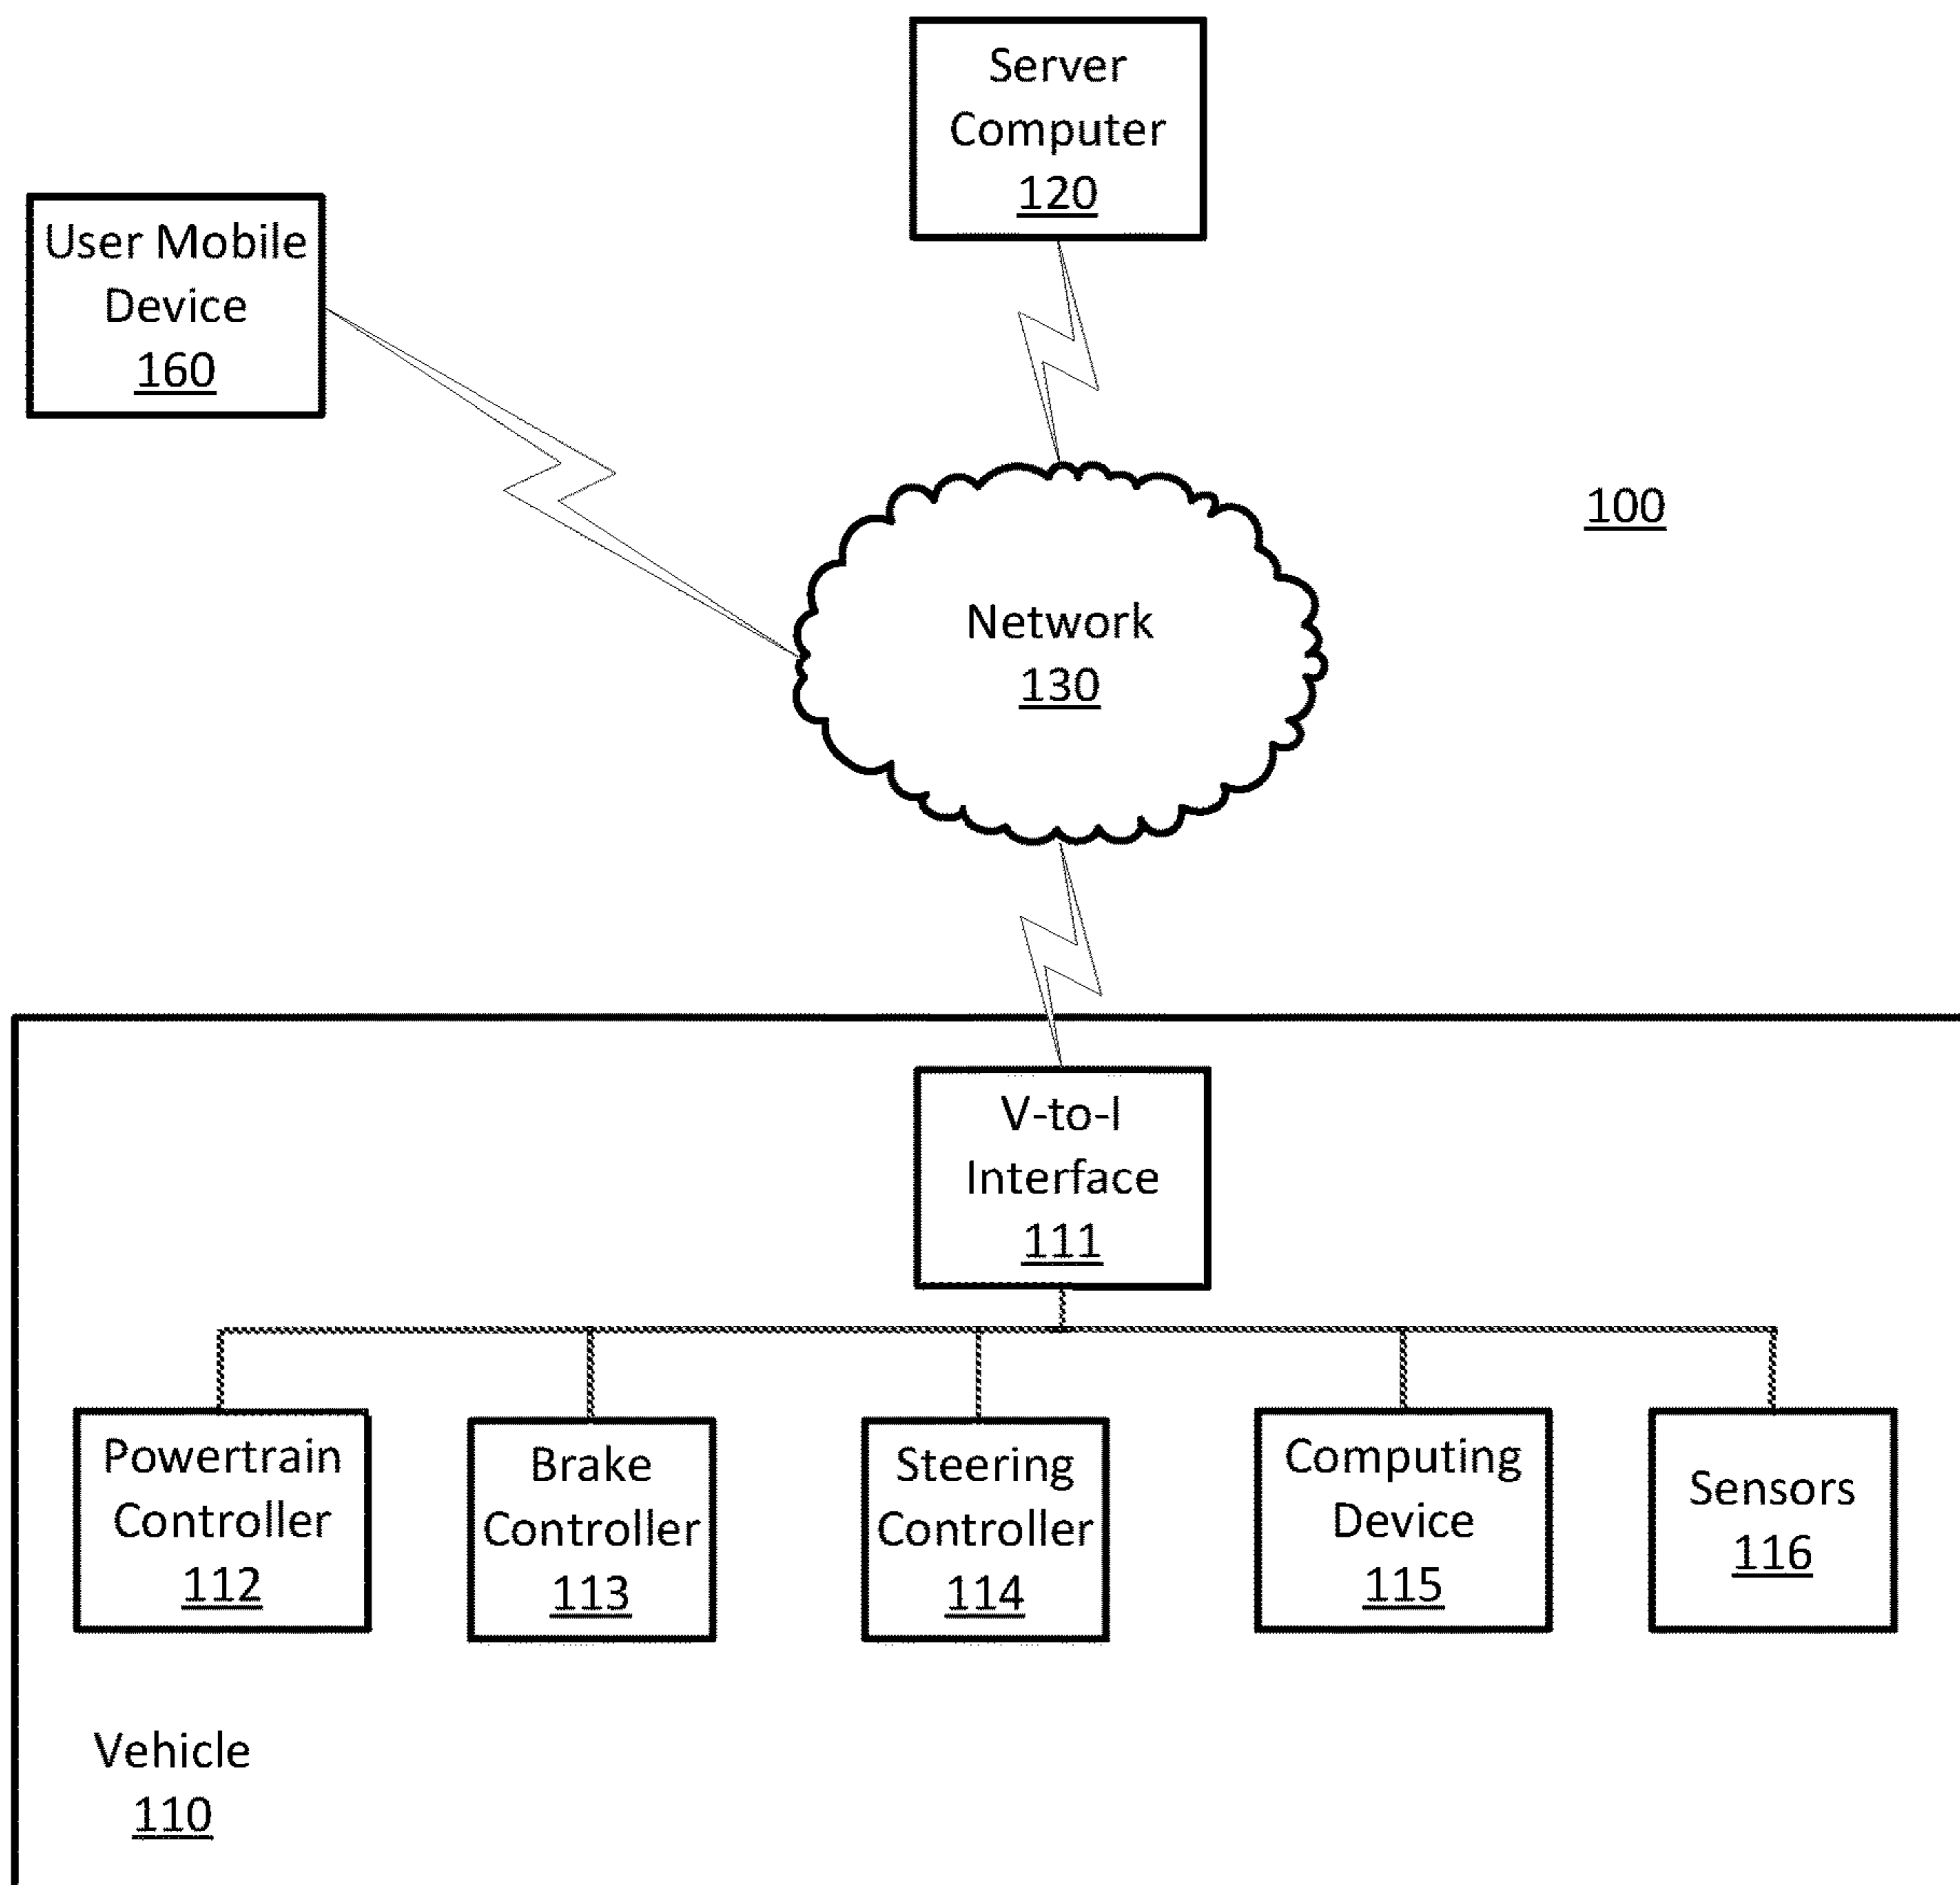 Server
Computer
120
User Mobile
Device
160
100
Network
130
V-to-I
Interface
111
Powertrain
Controller
112
Brake
Controller
113
Steering
Controller
114
Computing
Device
115
Sensors
116
Vehicle
110